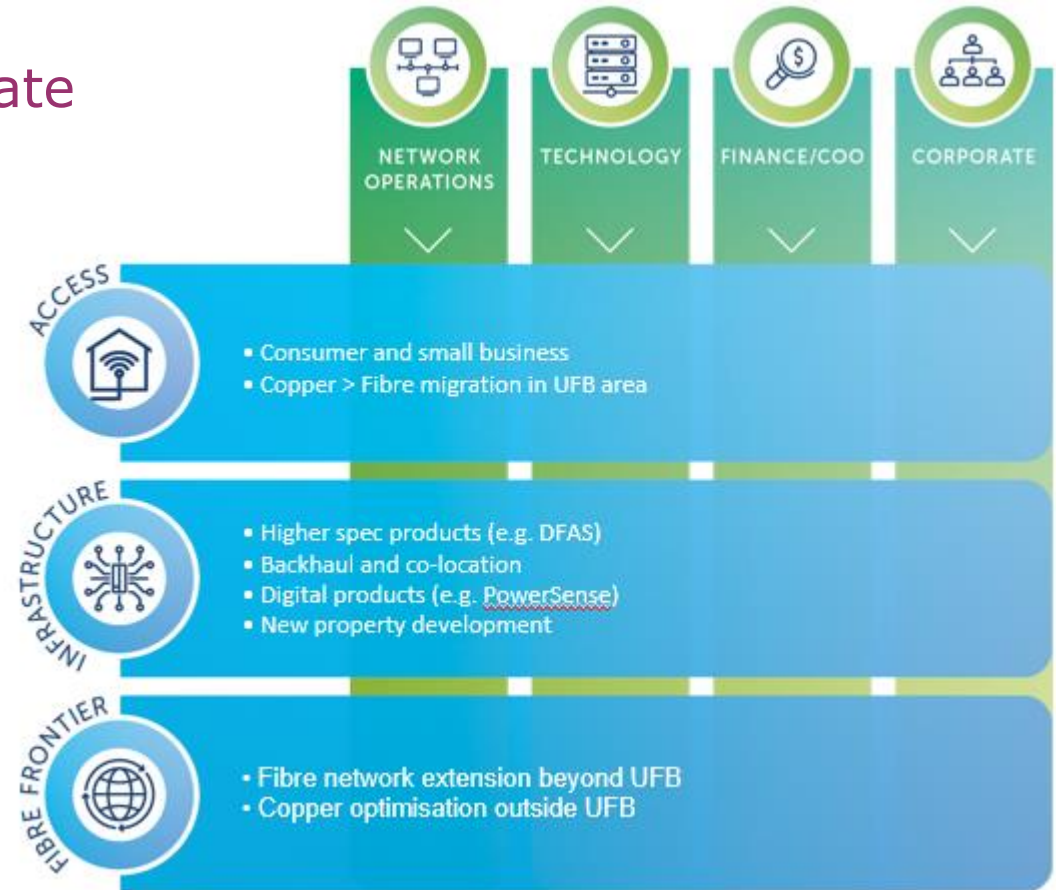 ate
NETWORK
OPERATIONS
TECHNOLOGY
FINANCE/COO
CORPORATE
ACCESS
• Consumer and small business
• Copper > Fibre migration in UFB area
INFRASTRUCTURE
• Higher spec products (e.g. DFAS)
• Backhaul and co-location
• Digital products (e.g. PowerSense)
• New property development
FIBRE FRONTIER
• Fibre network extension beyond UFB
• Copper optimisation outside UFB